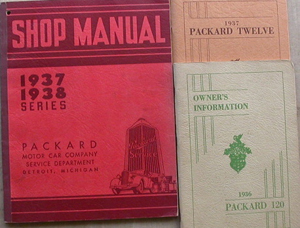 SHOP MANUAL
1937
1938
SERIES
PACKARD
MOTOR CAR COMPANY
SERVICE DEPARTMENT
DETROIT, MICHIGAN
1937
PACKARD TWELVE
OWNER'S
INFORMATION
1936 PACKARD 120